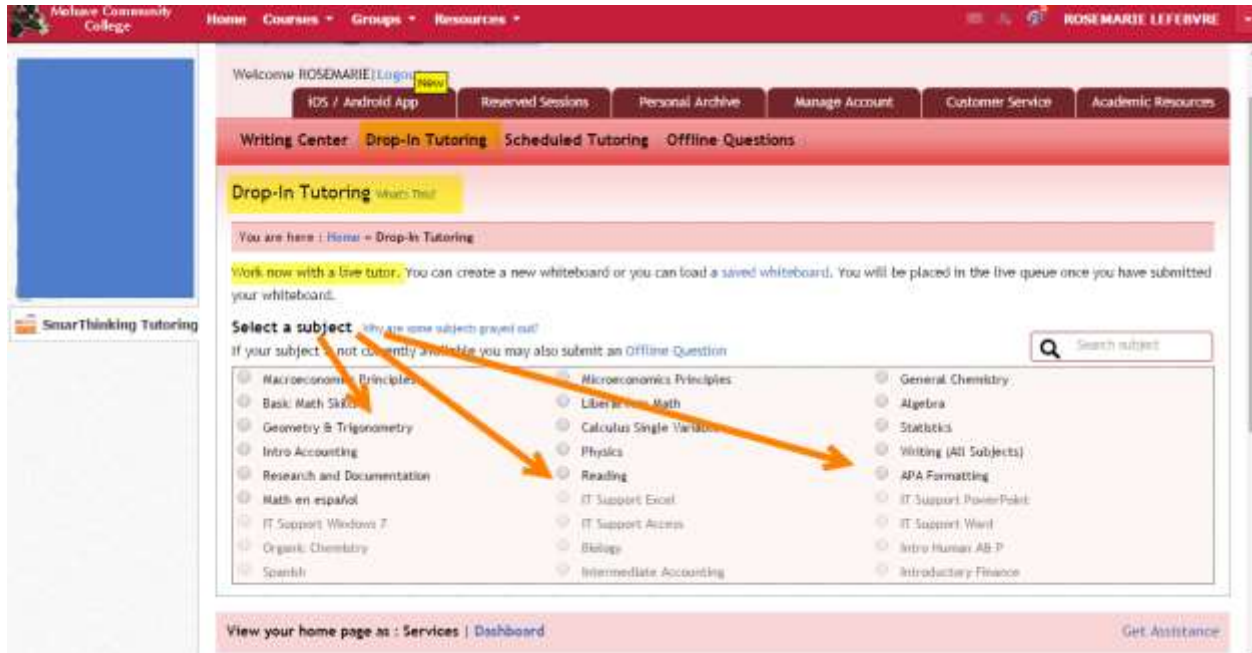 Mohave Community
College
Home Courses Groups Resources
ROSEMARIE LEFEBVRE
Welcome ROSEMARIE|Logout
New
iOS / Android App Reserved Sessions Personal Archive Manage Account Customer Service Academic Resources
Writing Center Drop-In Tutoring Scheduled Tutoring Offline Questions
Drop-In Tutoring What's This?
You are here : Home » Drop-In Tutoring
Work now with a live tutor. You can create a new whiteboard or you can load a saved whiteboard. You will be placed in the live queue once you have submitted
your whiteboard.
SmarThinking Tutoring
Select a subject Why are some subjects grayed out?
If your subject is not currently available you may also submit an Offline Question
Search subject
Macroeconomic Principles Microeconomics Principles General Chemistry
Basic Math Skills Liberal Arts Math Algebra
Geometry & Trigonometry Calculus Single Variable Statistics
Intro Accounting Physics Writing (All Subjects)
Research and Documentation Reading APA Formatting
Math en español IT Support Excel IT Support PowerPoint
IT Support Windows 7 IT Support Access IT Support Word
Organic Chemistry Biology Intro Human A& P
Spanish Intermediate Accounting Introductory Finance
View your home page as : Services | Dashboard
Get Assistance